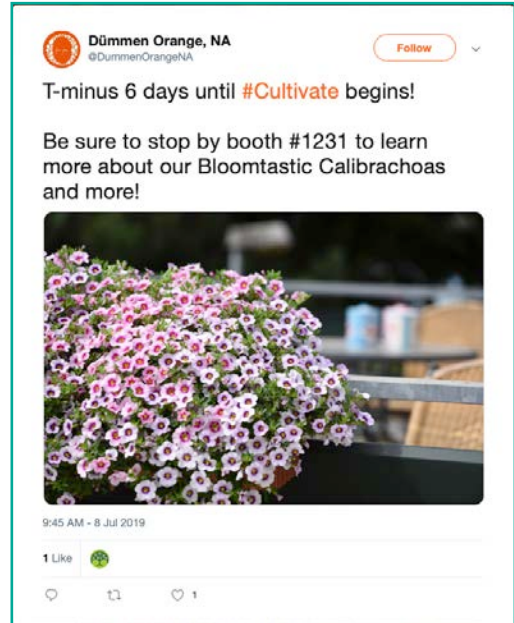 Dümmen Orange, NA
@DummenOrangeNA
Follow
T-minus 6 days until #Cultivate begins!
Be sure to stop by booth #1231 to learn
more about our Bloomtastic Calibrachoas
and more!
9:45 AM - 8 Jul 2019
1 Like
1